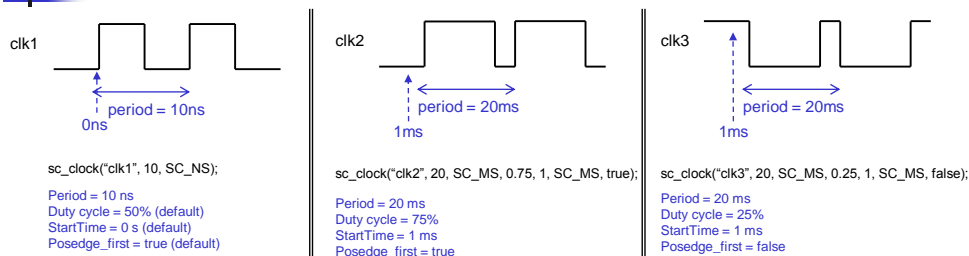 clk1
period = 10ns
0ns
sc_clock("clk1", 10, SC_NS);
Period = 10 ns
Duty cycle = 50% (default)
StartTime = 0 s (default)
Posedge_first = true (default)
clk2
period = 20ms
1ms
sc_clock("clk2", 20, SC_MS, 0.75, 1, SC_MS, true);
Period = 20 ms
Duty cycle = 75%
StartTime = 1 ms
Posedge_first = true
clk3
period = 20ms
1ms
sc_clock("clk3", 20, SC_MS, 0.25, 1, SC_MS, false);
Period = 20 ms
Duty cycle = 25%
StartTime = 1 ms
Posedge_first = false